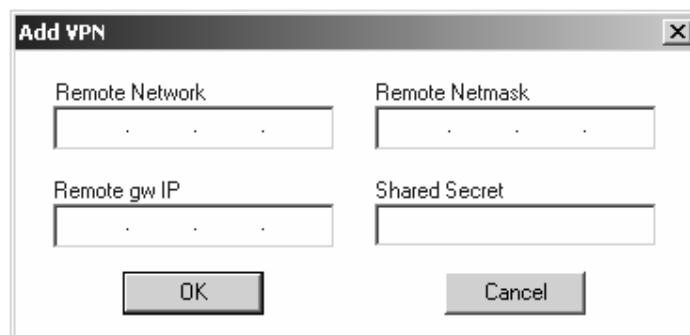 Add VPN
Remote Network Remote Netmask
. . . . . .
Remote gw IP Shared Secret
. . .
OK Cancel